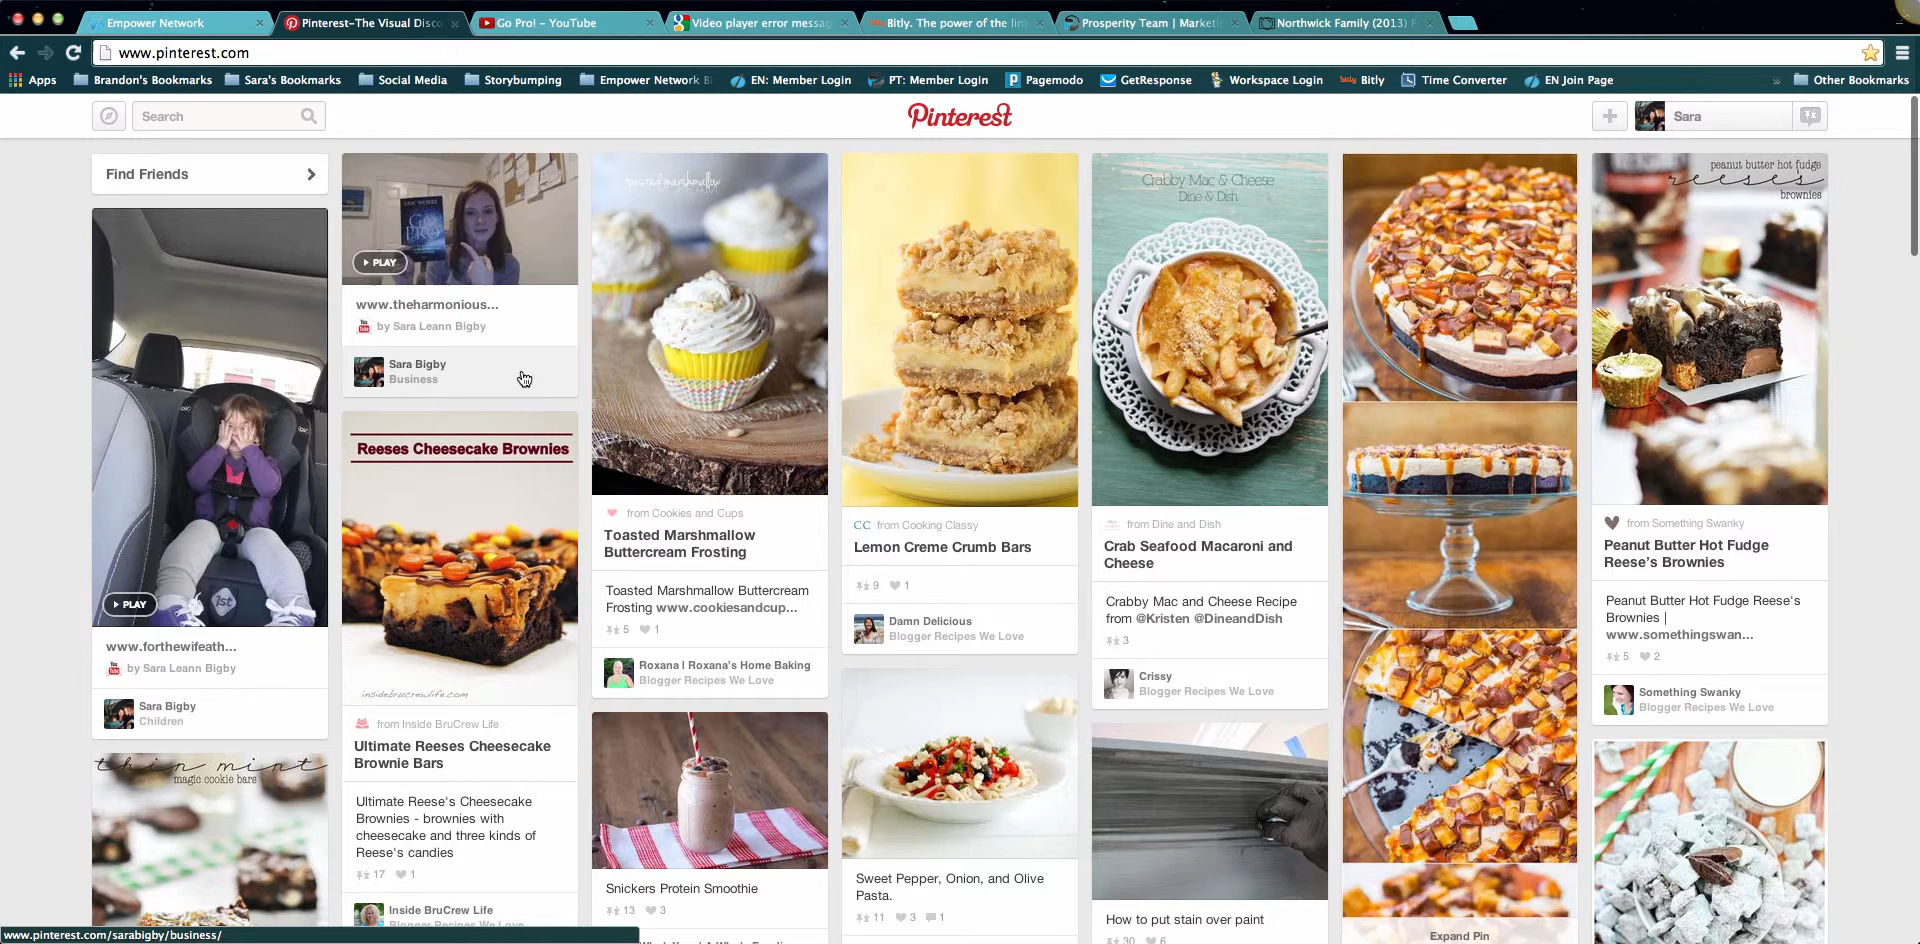 Empower Network
Pinterest-The Visual Disco
Go Pro! – YouTube
Video player error messag
Bitly. The power of the lin
Prosperity Team | Marketi
Northwick Family (2013) P
www.pinterest.com
Apps
Brandon's Bookmarks
Sara's Bookmarks
Social Media
Storybumping
Empower Network B
EN: Member Login
PT: Member Login
Pagemodo
GetResponse
Workspace Login
bitly Bitly
Time Converter
EN Join Page
Other Bookmarks
Search
Pinterest
Sara
Find Friends
PLAY
www.forthewifeath...
by Sara Leann Bigby
Sara Bigby
Children
thin mint
magic cookie bars
ERIC WORRE
GO PRO
PLAY
www.theharmonious...
by Sara Leann Bigby
Sara Bigby
Business
Reeses Cheesecake Brownies
insidebrucrewlife.com
from Inside BruCrew Life
Ultimate Reeses Cheesecake
Brownie Bars
Ultimate Reese's Cheesecake
Brownies - brownies with
cheesecake and three kinds of
Reese's candies
17 1
Inside BruCrew Life
Blogger Recipes We Love
toasted marshmallow
from Cookies and Cups
Toasted Marshmallow
Buttercream Frosting
Toasted Marshmallow Buttercream
Frosting www.cookiesandcup...
5 1
Roxana | Roxana's Home Baking
Blogger Recipes We Love
Snickers Protein Smoothie
13 3
CC from Cooking Classy
Lemon Creme Crumb Bars
9 1
Damn Delicious
Blogger Recipes We Love
Sweet Pepper, Onion, and Olive
Pasta.
11 3 1
Crabby Mac & Cheese
Dine & Dish
from Dine and Dish
Crab Seafood Macaroni and
Cheese
Crabby Mac and Cheese Recipe
from @Kristen @DineandDish
3
Crissy
Blogger Recipes We Love
How to put stain over paint
30 6
Expand Pin
peanut butter hot fudge
reeses's
brownies
from Something Swanky
Peanut Butter Hot Fudge
Reese's Brownies
Peanut Butter Hot Fudge Reese's
Brownies |
www.somethingswan...
5 2
Something Swanky
Blogger Recipes We Love
www.pinterest.com/sarabigby/business/